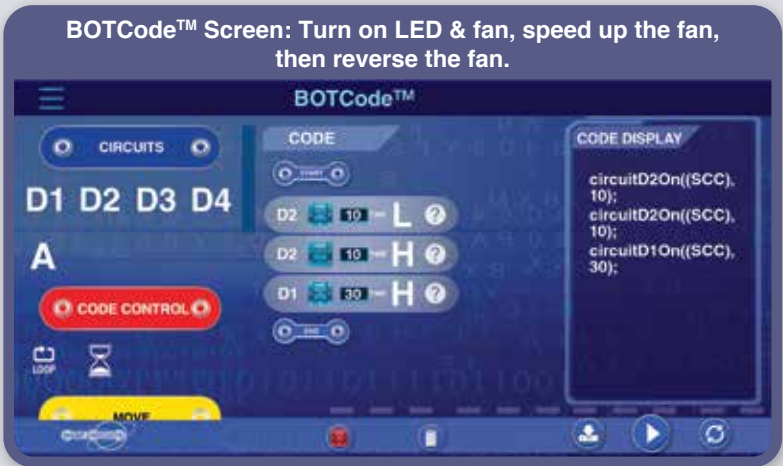 BOTCode™ Screen: Turn on LED & fan, speed up the fan,
then reverse the fan.
BOTCode™
CIRCUITS
D1 D2 D3 D4
A
CODE CONTROL
LOOP
MOVE
CODE
START
D2 10 L ?
D2 10 H ?
D1 30 H ?
END
CODE DISPLAY
circuitD2On((SCC),
10);
circuitD2On((SCC),
10);
circuitD1On((SCC),
30);